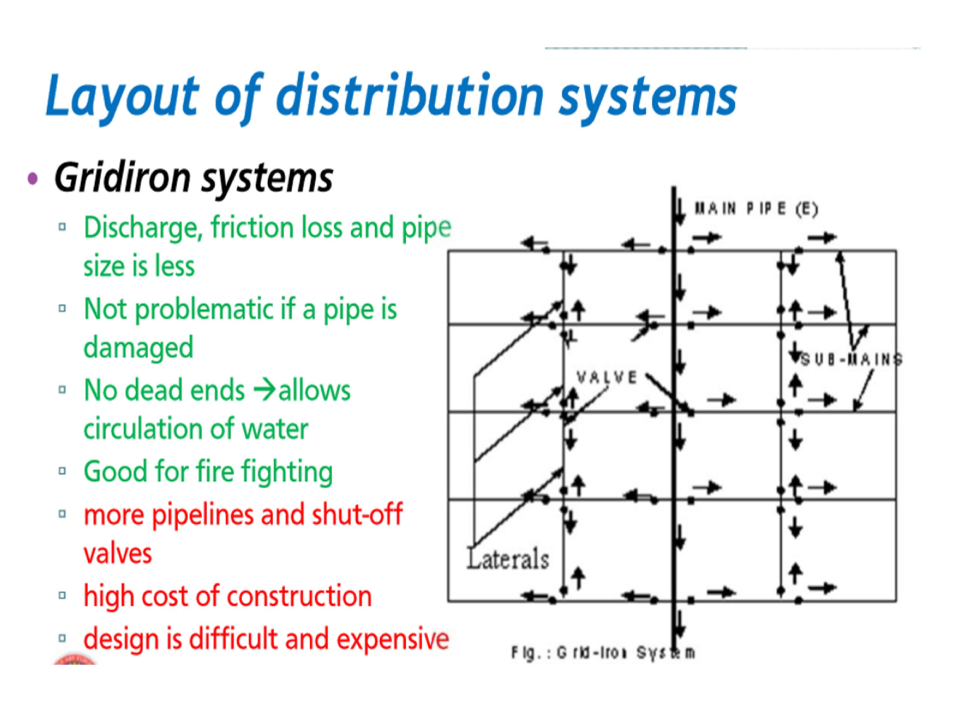 Layout of distribution systems
• Gridiron systems
▫ Discharge, friction loss and pipe
size is less
▫ Not problematic if a pipe is
damaged
▫ No dead ends →allows
circulation of water
▫ Good for fire fighting
▫ more pipelines and shut-off
valves
▫ high cost of construction
▫ design is difficult and expensive
MAIN PIPE (E)
SUB-MAINS
VALVE
Laterals
Fig.: Grid-Iron System